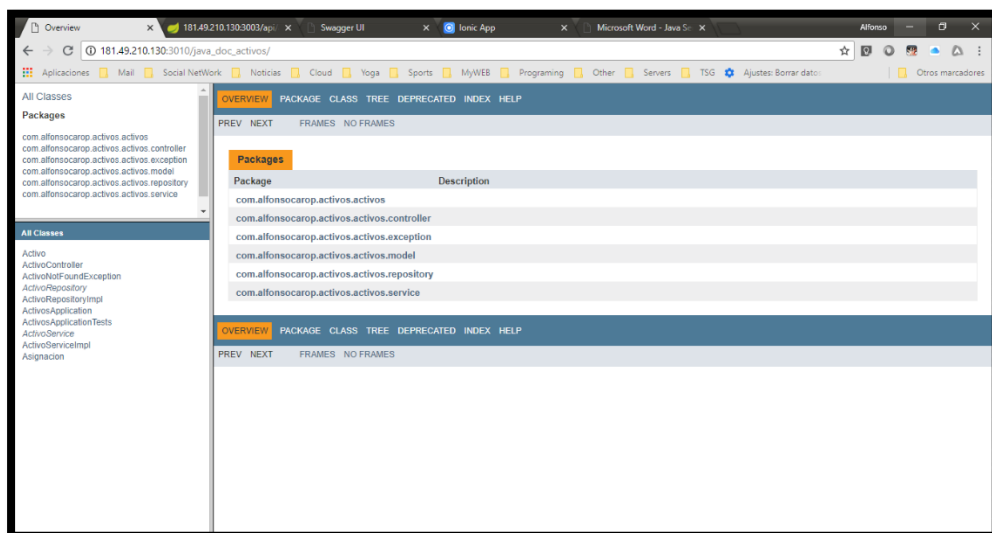 Overview
181.49.210.130:3003/api
Swagger UI
Ionic App
Microsoft Word - Java Se
Alfonso
181.49.210.130:3010/java_doc_activos/
Aplicaciones Mail Social NetWork Noticias Cloud Yoga Sports MyWEB Programing Other Servers TSG Ajustes: Borrar datos Otros marcadores
All Classes
Packages
com.alfonsocarop.activos.activos
com.alfonsocarop.activos.activos.controller
com.alfonsocarop.activos.activos.exception
com.alfonsocarop.activos.activos.model
com.alfonsocarop.activos.activos.repository
com.alfonsocarop.activos.activos.service
All Classes
Activo
ActivoController
ActivoNotFoundException
ActivoRepository
ActivoRepositoryImpl
ActivosApplication
ActivosApplicationTests
ActivoService
ActivoServiceImpl
Asignacion
OVERVIEW PACKAGE CLASS TREE DEPRECATED INDEX HELP
PREV NEXT FRAMES NO FRAMES
Packages
Package Description
com.alfonsocarop.activos.activos
com.alfonsocarop.activos.activos.controller
com.alfonsocarop.activos.activos.exception
com.alfonsocarop.activos.activos.model
com.alfonsocarop.activos.activos.repository
com.alfonsocarop.activos.activos.service
OVERVIEW PACKAGE CLASS TREE DEPRECATED INDEX HELP
PREV NEXT FRAMES NO FRAMES